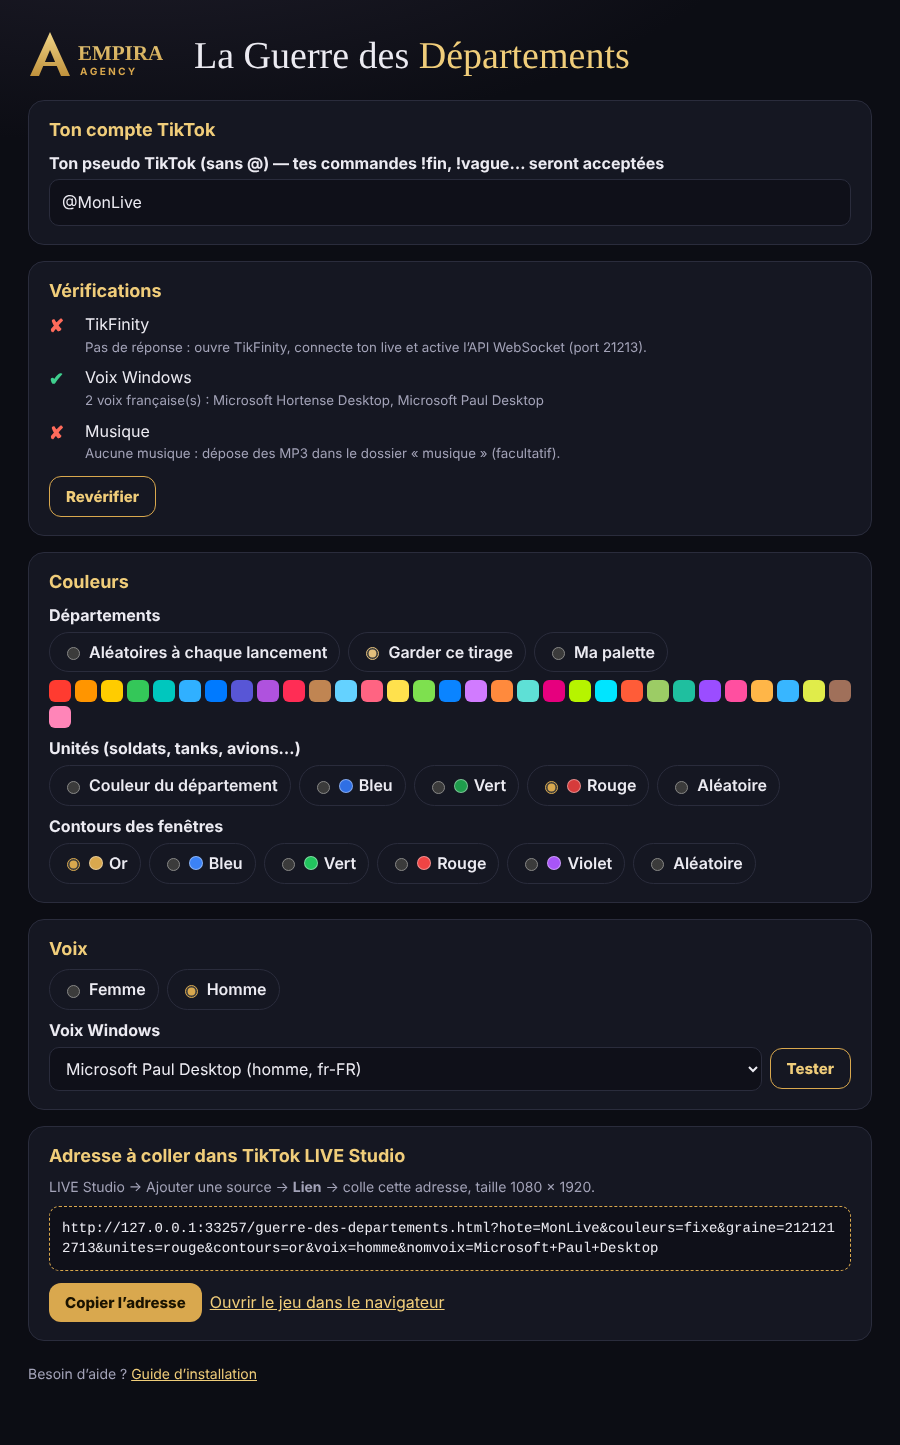 EMPIRA
AGENCY
La Guerre des Départements
Ton compte TikTok
Ton pseudo TikTok (sans @) — tes commandes !fin, !vague… seront acceptées
@MonLive
Vérifications
✘ TikFinity
Pas de réponse : ouvre TikFinity, connecte ton live et active l’API WebSocket (port 21213).
✔ Voix Windows
2 voix française(s) : Microsoft Hortense Desktop, Microsoft Paul Desktop
✘ Musique
Aucune musique : dépose des MP3 dans le dossier « musique » (facultatif).
Revérifier
Couleurs
Départements
Aléatoires à chaque lancement Garder ce tirage Ma palette
Unités (soldats, tanks, avions…)
Couleur du département Bleu Vert Rouge Aléatoire
Contours des fenêtres
Or Bleu Vert Rouge Violet Aléatoire
Voix
Femme Homme
Voix Windows
Microsoft Paul Desktop (homme, fr-FR) Tester
Adresse à coller dans TikTok LIVE Studio
LIVE Studio → Ajouter une source → Lien → colle cette adresse, taille 1080 × 1920.
http://127.0.0.1:33257/guerre-des-departements.html?hote=MonLive&couleurs=fixe&graine=212121
2713&unites=rouge&contours=or&voix=homme&nomvoix=Microsoft+Paul+Desktop
Copier l’adresse Ouvrir le jeu dans le navigateur
Besoin d’aide ? Guide d’installation